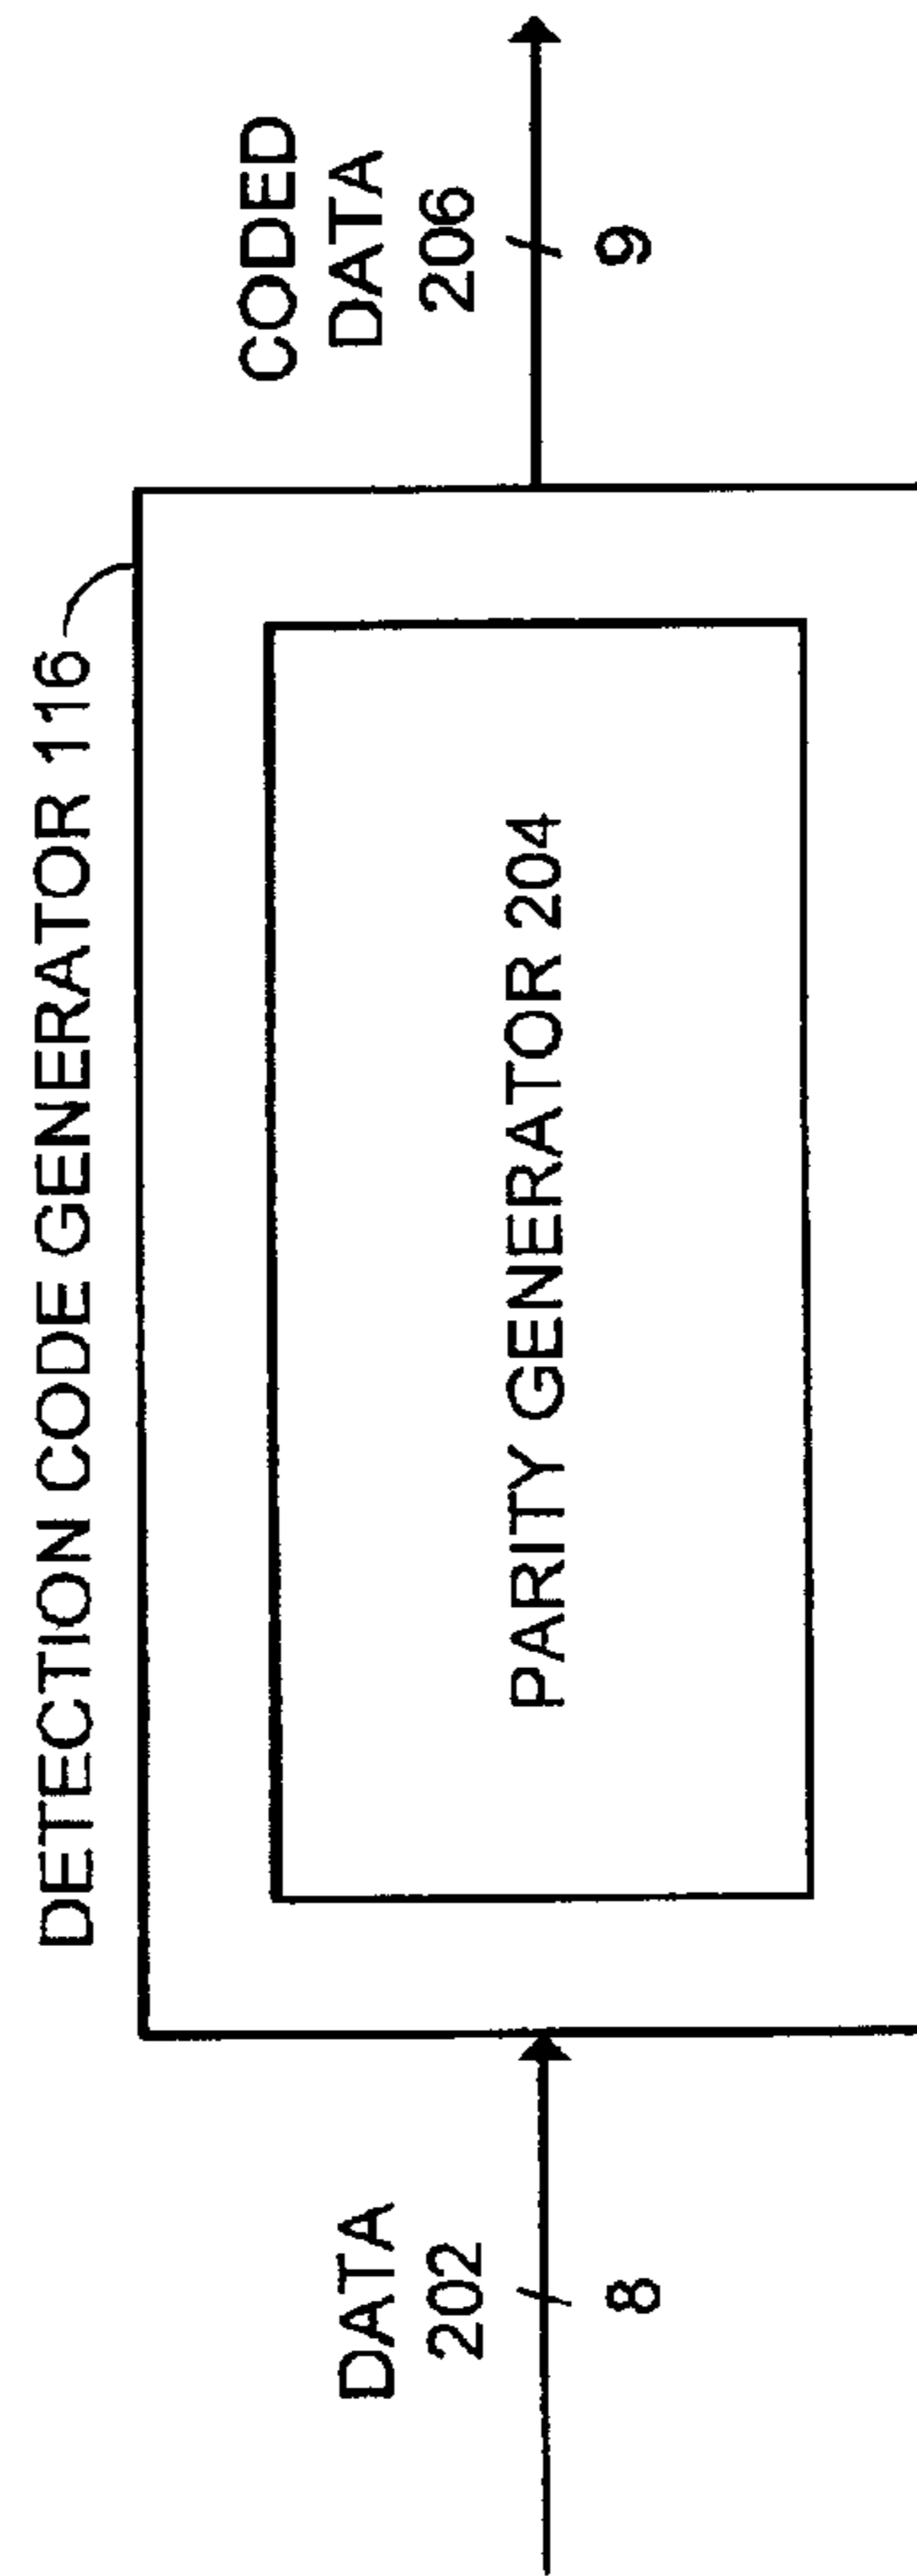 DETECTION CODE GENERATOR 116
DATA
202
8
PARITY GENERATOR 204
CODED
DATA
206
9